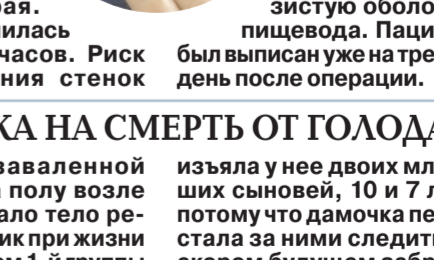 рая.
илась
часов. Риск
ния стенок
зистую оболо
пищевода. Паци
был выписан уже на тре
день после операции.
КА НА СМЕРТЬ ОТ ГОЛОДА
заваленной
полу возле
ало тело ре-
ик при жизни
изъяла у нее двоих мл
ших сыновей, 10 и 7 л
потому что дамочка пе
стала за ними следить